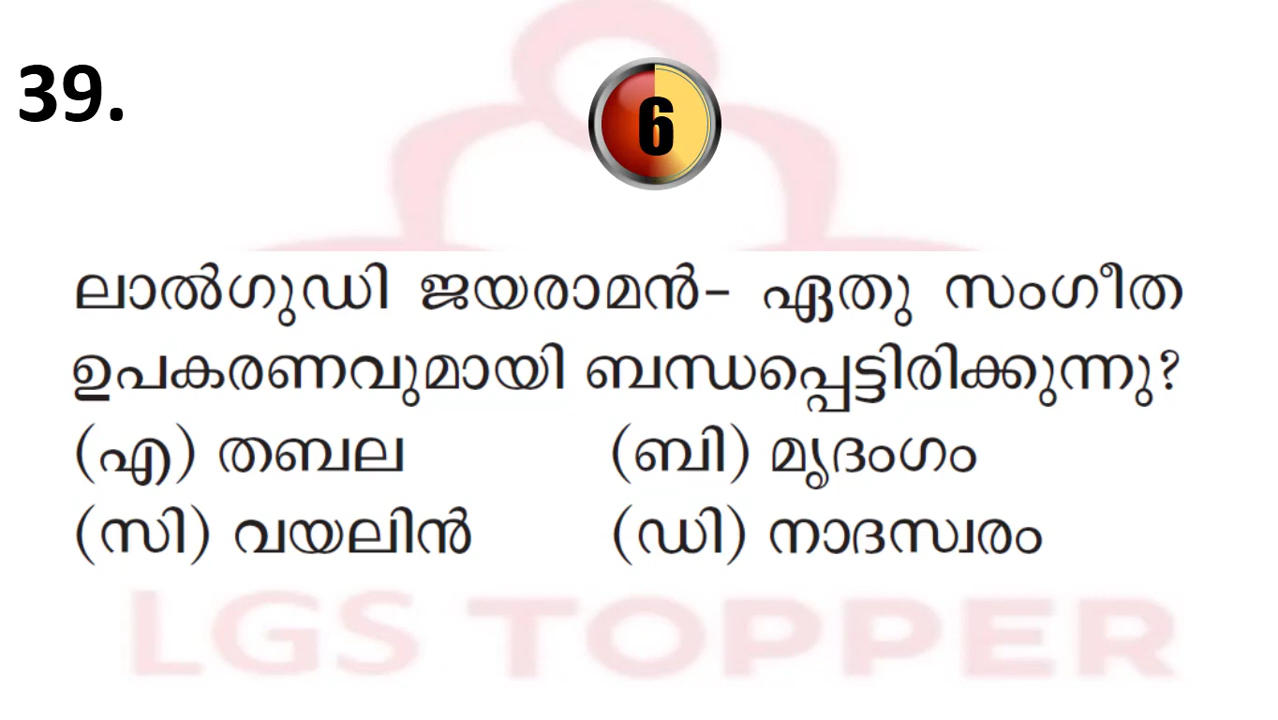 39.
6
ലാൽഗുഡി ജയരാമൻ- ഏതു സംഗീത
ഉപകരണവുമായി ബന്ധപ്പെട്ടിരിക്കുന്നു?
(എ) തബല (ബി) മൃദംഗം
(സി) വയലിൻ (ഡി) നാദസ്വരം
LGS TOPPER